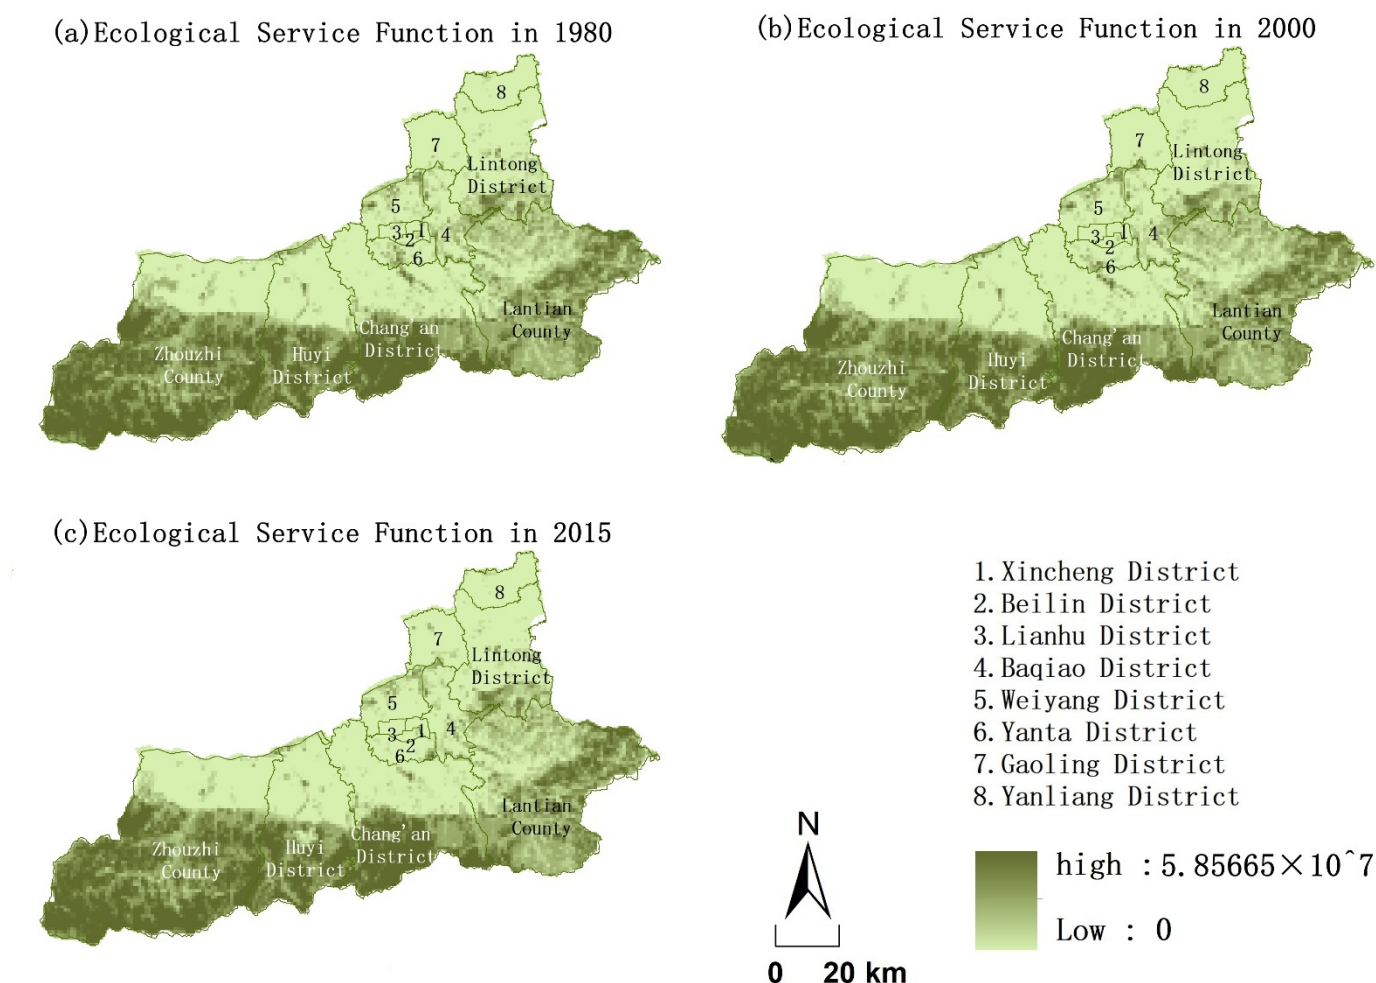 (a)Ecological Service Function in 1980
8
7
Lintong
District
5
3 1
2
4
6
Lantian
County
Chang'an
District
Zhouzhi
County
Huyi
District
(b)Ecological Service Function in 2000
8
7
Lintong
District
5
3 1
2
4
6
Lantian
County
Chang'an
District
Zhouzhi
County
Huyi
District
(c)Ecological Service Function in 2015
8
7
Lintong
District
5
3 1
2
4
6
Lantian
County
Chang'an
District
Zhouzhi
County
Huyi
District
1.Xincheng District
2.Beilin District
3.Lianhu District
4.Baqiao District
5.Weiyang District
6.Yanta District
7.Gaoling District
8.Yanliang District
N
0 20 km
high :5.85665×10^7
Low : 0